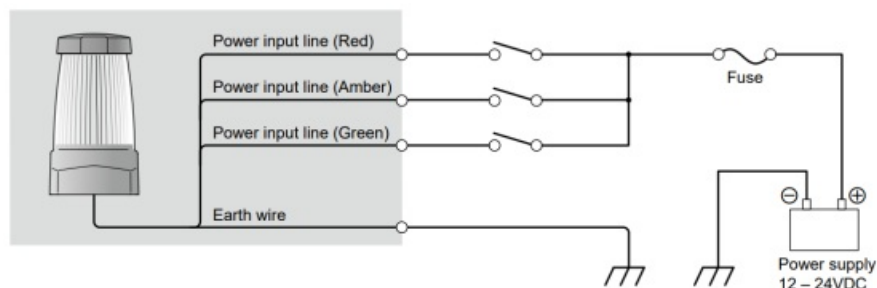 Power input line (Red)
Power input line (Amber)
Fuse
Power input line (Green)
Earth wire
⊖ ⊕
Power supply
12 – 24VDC